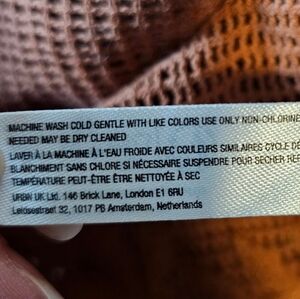 MACHINE WASH COLD GENTLE WITH LIKE COLORS USE ONLY NON-CHLORINE
NEEDED MAY BE DRY CLEANED
LAVER À LA MACHINE À L'EAU FROIDE AVEC COULEURS SIMILAIRES CYCLE DÉ
BLANCHIMENT SANS CHLORE SI NÉCESSAIRE SUSPENDRE POUR SÉCHER
TEMPÉRATURE PEUT-ÊTRE ÊTRE NETTOYÉE À SEC
URBN UK Ltd. 146 Brick Lane, London E1 6RU
Leidsestraat 32, 1017 PB Amsterdam, Netherlands